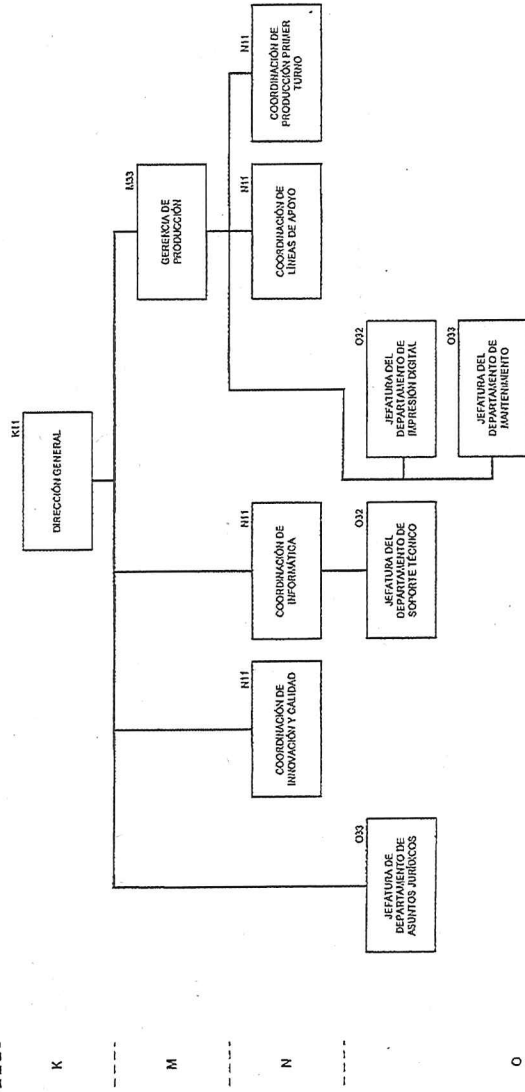 K11
DIRECCIÓN GENERAL
M33
GERENCIA DE
PRODUCCIÓN
N11
COORDINACIÓN DE
INNOVACIÓN Y CALIDAD
N11
COORDINACIÓN DE
INFORMÁTICA
N11
COORDINACIÓN DE
LÍNEAS DE APOYO
N11
COORDINACIÓN DE
PRODUCCIÓN PRIMER
TURNO
O33
JEFATURA DE
DEPARTAMENTO DE
ASUNTOS JURÍDICOS
O32
JEFATURA DEL
DEPARTAMENTO DE
SOPORTE TÉCNICO
O32
JEFATURA DEL
DEPARTAMENTO DE
IMPRESIÓN DIGITAL
O33
JEFATURA DEL
DEPARTAMENTO DE
MANTENIMIENTO
K
M
N
O